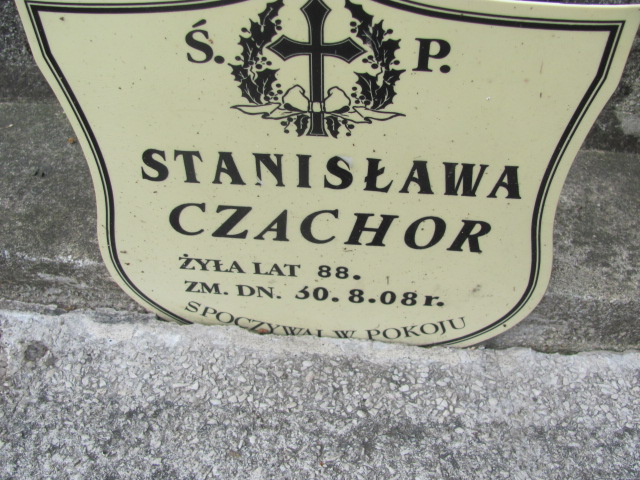 Ś. P.
STANISŁAWA
CZACHOR
ŻYŁA LAT 88.
ZM. DN. 30.8.08 r.
SPOCZYWAJ W POKOJU